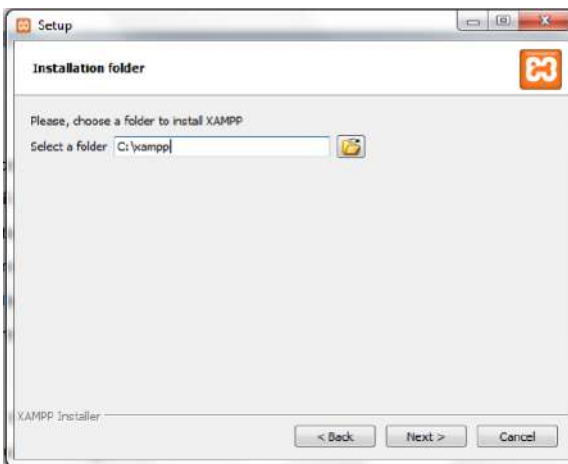 Setup
Installation folder
Please, choose a folder to install XAMPP
Select a folder C:\xampp
XAMPP Installer
< Back Next > Cancel